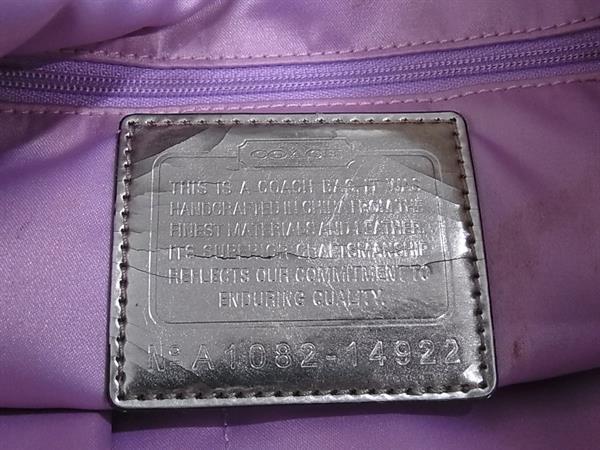 COACH
THIS IS A COACH BAG. IT WAS
HANDCRAFTED IN CHINA FROM THE
FINEST MATERIALS AND LEATHER.
ITS SUPERIOR CRAFTSMANSHIP
REFLECTS OUR COMMITMENT TO
ENDURING QUALITY.
Nº A1082-14922